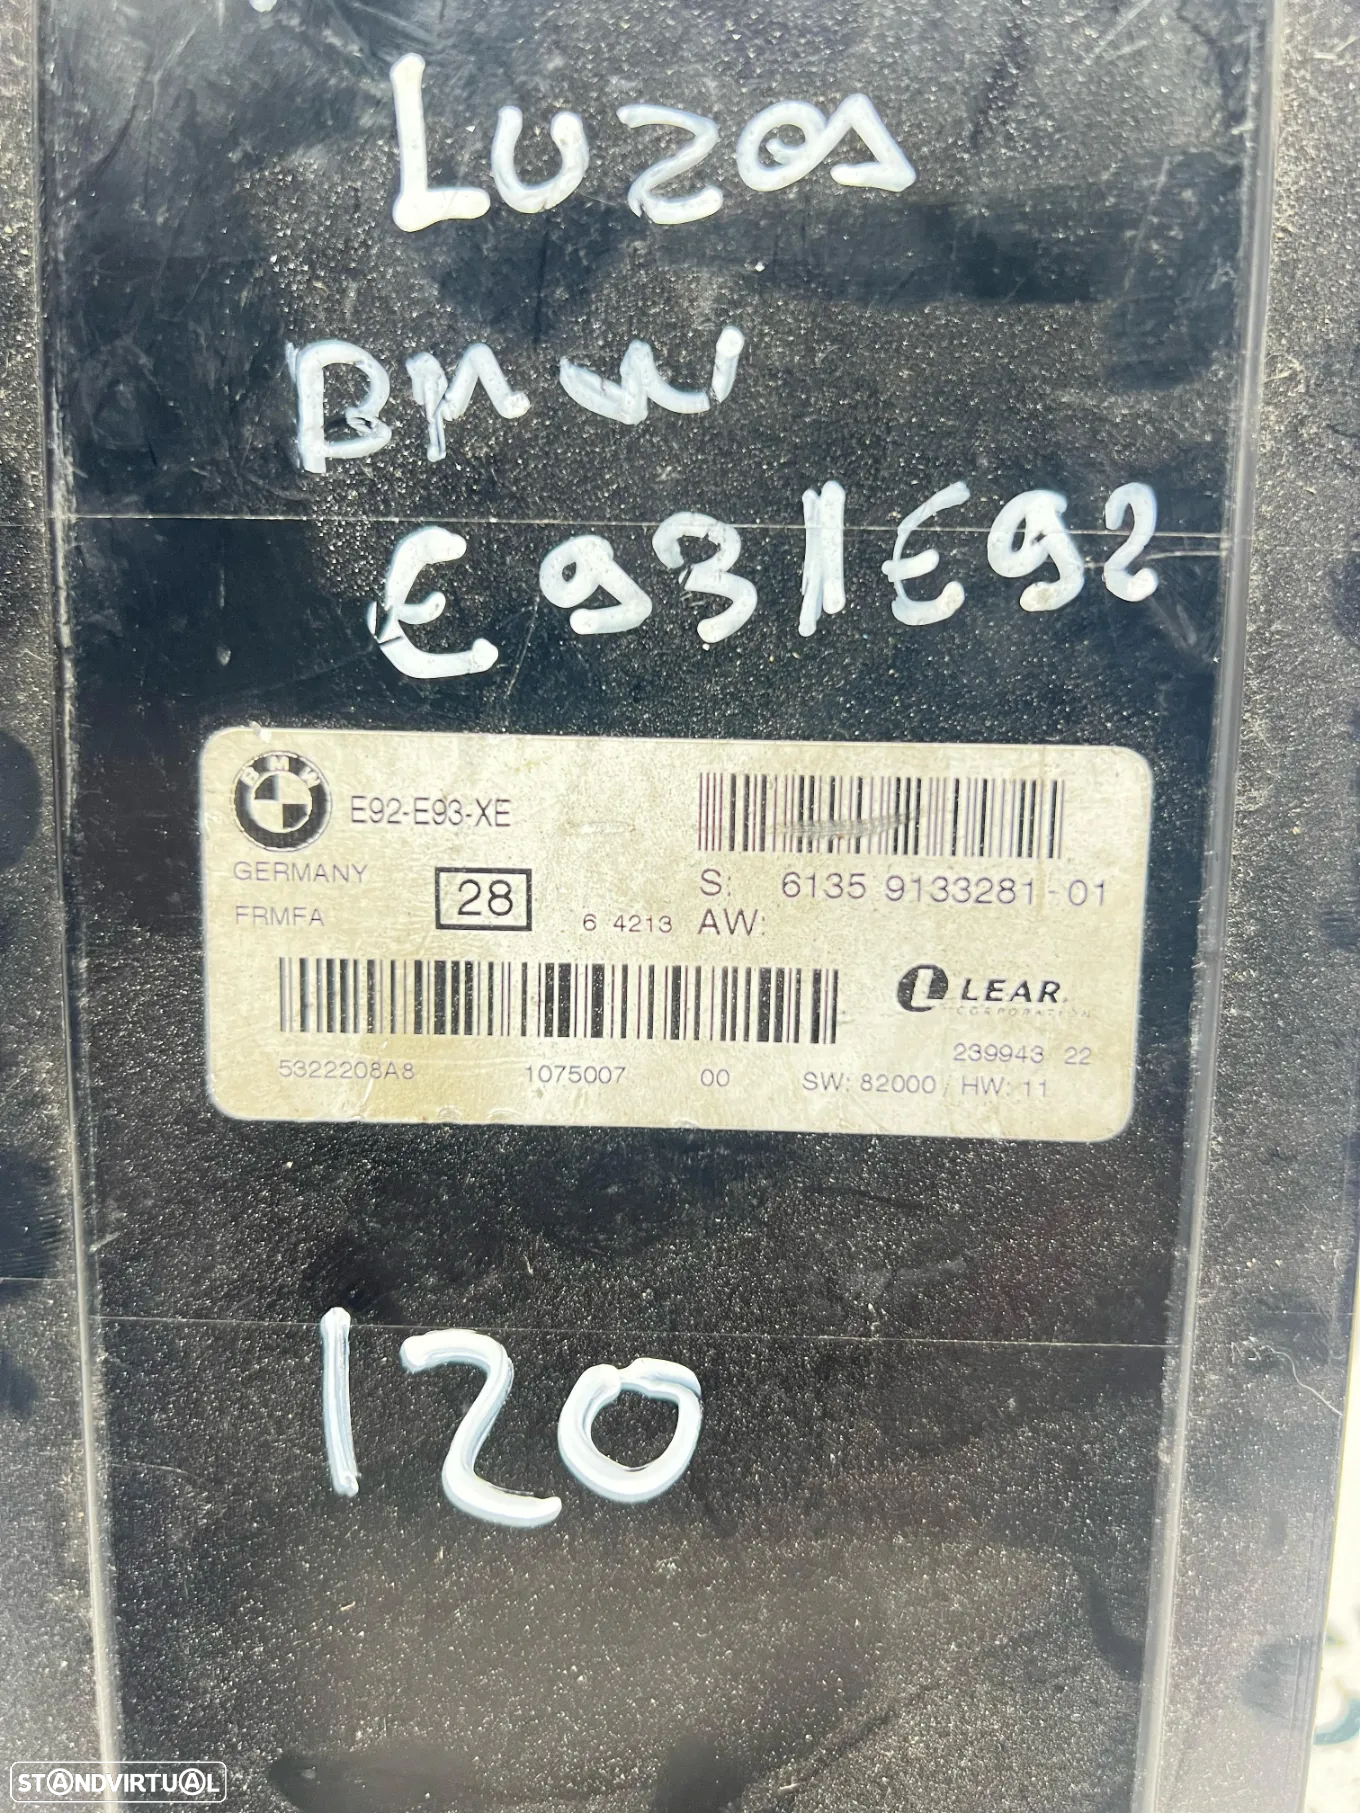 LUZES
BMW
E93/E92
BMW
E92-E93-XE
GERMANY
FRMFA
28
6 4213
S: 6135 9133281-01
AW:
LEAR.
CORPORATION
5322208A8 1075007 00
239943 22
SW: 82000/ HW: 11
120
STANDVIRTUAL